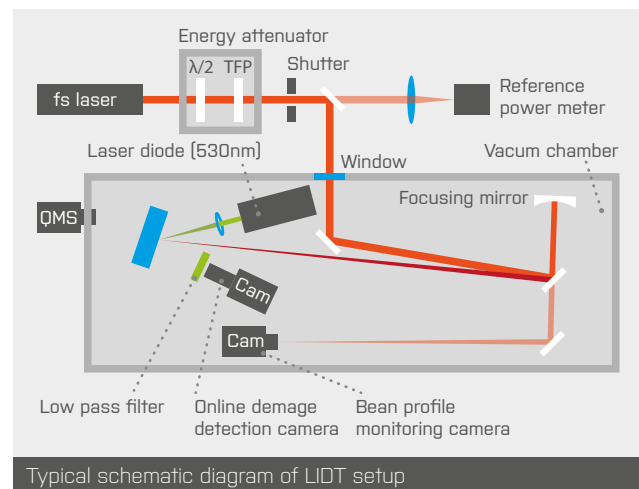 Energy attenuator
λ/2 TFP
Shutter
fs laser
Reference
power meter
Laser diode (530nm)
Window
Vacum chamber
Focusing mirror
QMS
Cam
Cam
Low pass filter
Online demage
detection camera
Bean profile
monitoring camera
Typical schematic diagram of LIDT setup